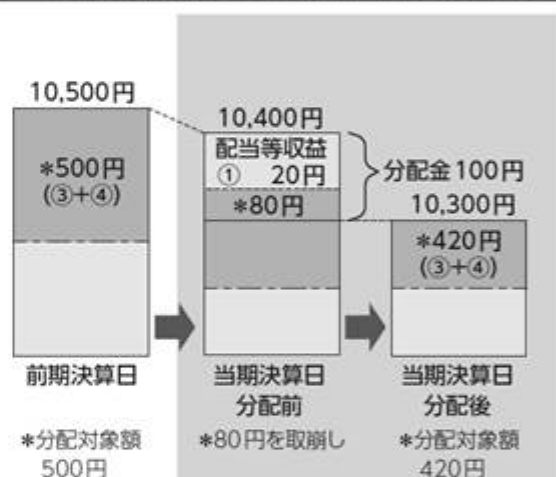 10,500円
*500円
(③+④)
前期決算日
*分配対象額
500円
10,400円
配当等収益
① 20円
*80円
分配金100円
当期決算日
分配前
*80円を取崩し
10,300円
*420円
(③+④)
当期決算日
分配後
*分配対象額
420円